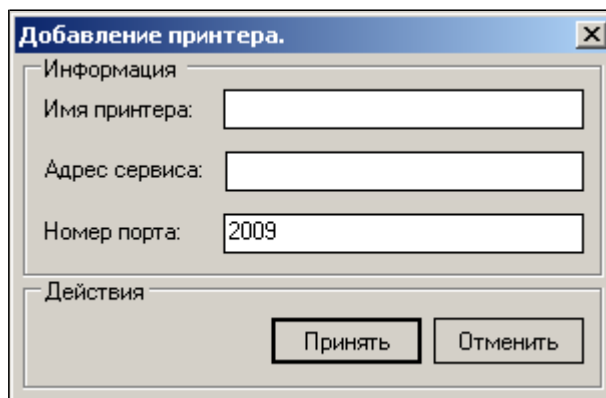 Добавление принтера.
Информация
Имя принтера:
Адрес сервиса:
Номер порта: 2009
Действия
Принять Отменить